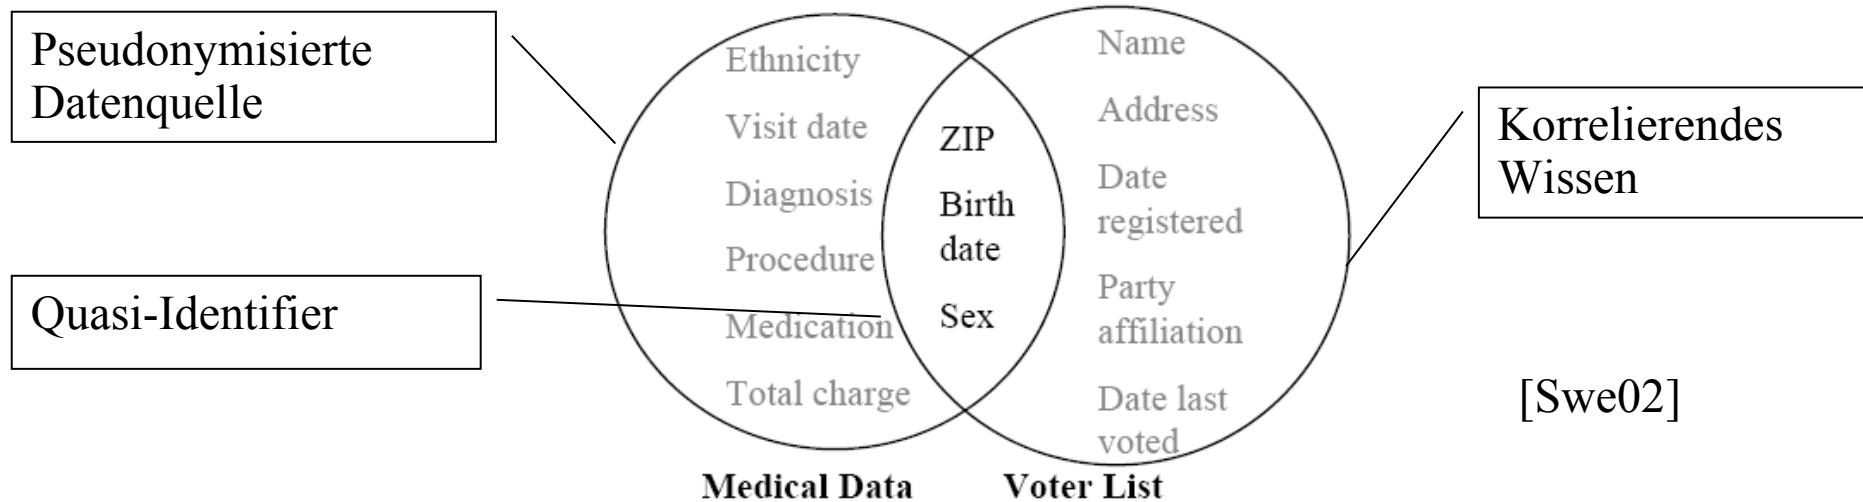 Pseudonymisierte
Datenquelle
Quasi-Identifier
Ethnicity
Visit date
Diagnosis
Procedure
Medication
Total charge
ZIP
Birth
date
Sex
Name
Address
Date
registered
Party
affiliation
Date last
voted
Medical Data
Voter List
Korrelierendes
Wissen
[Swe02]